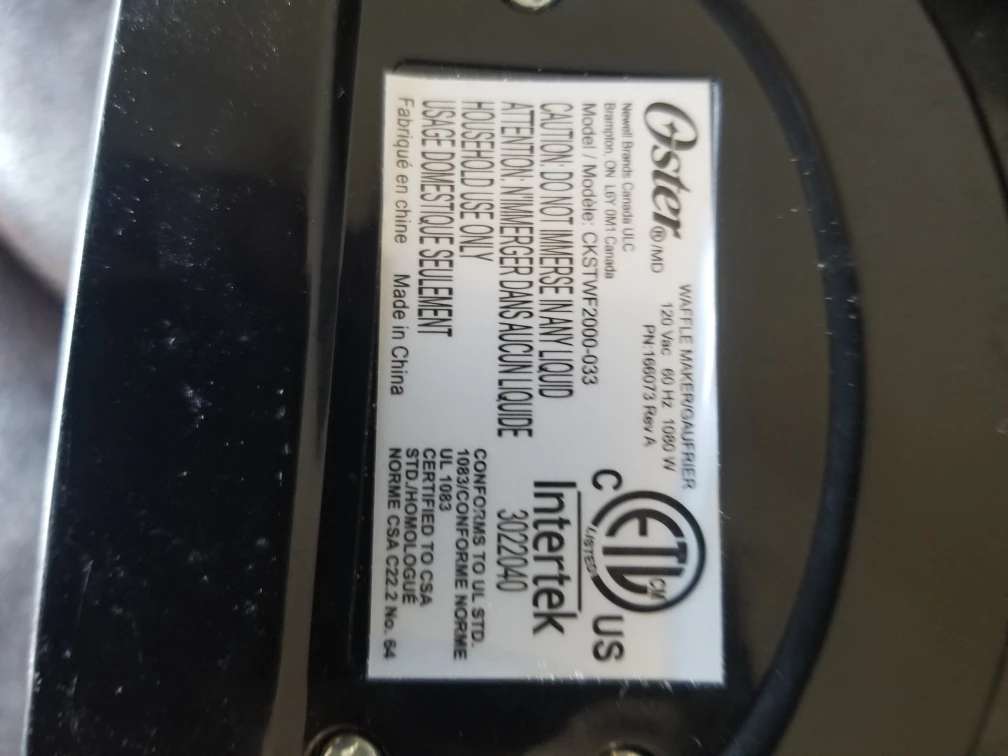 Oster®/MD
WAFFLE MAKER/GAUFRIER
120 Vac 60 Hz 1080 W
PN:166073 Rev A
Newell Brands Canada ULC
Brampton, ON L6Y 0M1 Canada
Model / Modèle: CKSTWF2000-033
CAUTION: DO NOT IMMERSE IN ANY LIQUID
ATTENTION: N'IMMERGER DANS AUCUN LIQUIDE
HOUSEHOLD USE ONLY
USAGE DOMESTIQUE SEULEMENT
Fabriqué en chine Made in China
C ETL CM US
LISTED
Intertek
3022040
CONFORMS TO UL STD.
1083/CONFORME NORME
UL 1083
CERTIFIED TO CSA
STD./HOMOLOGUÉ
NORME CSA C22.2 No. 64